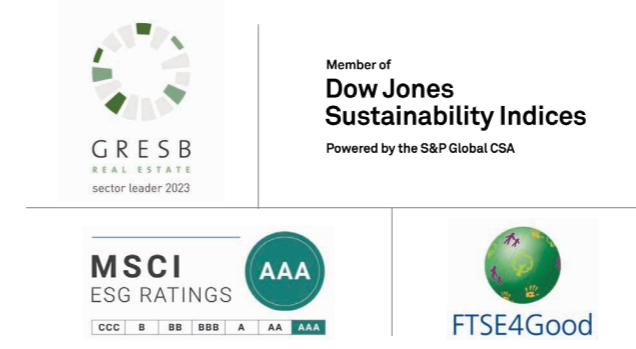 GRESB
REAL ESTATE
sector leader 2023
Member of
Dow Jones
Sustainability Indices
Powered by the S&P Global CSA
MSCI
ESG RATINGS
AAA
CCC B BB BBB A AA AAA
FTSE4Good